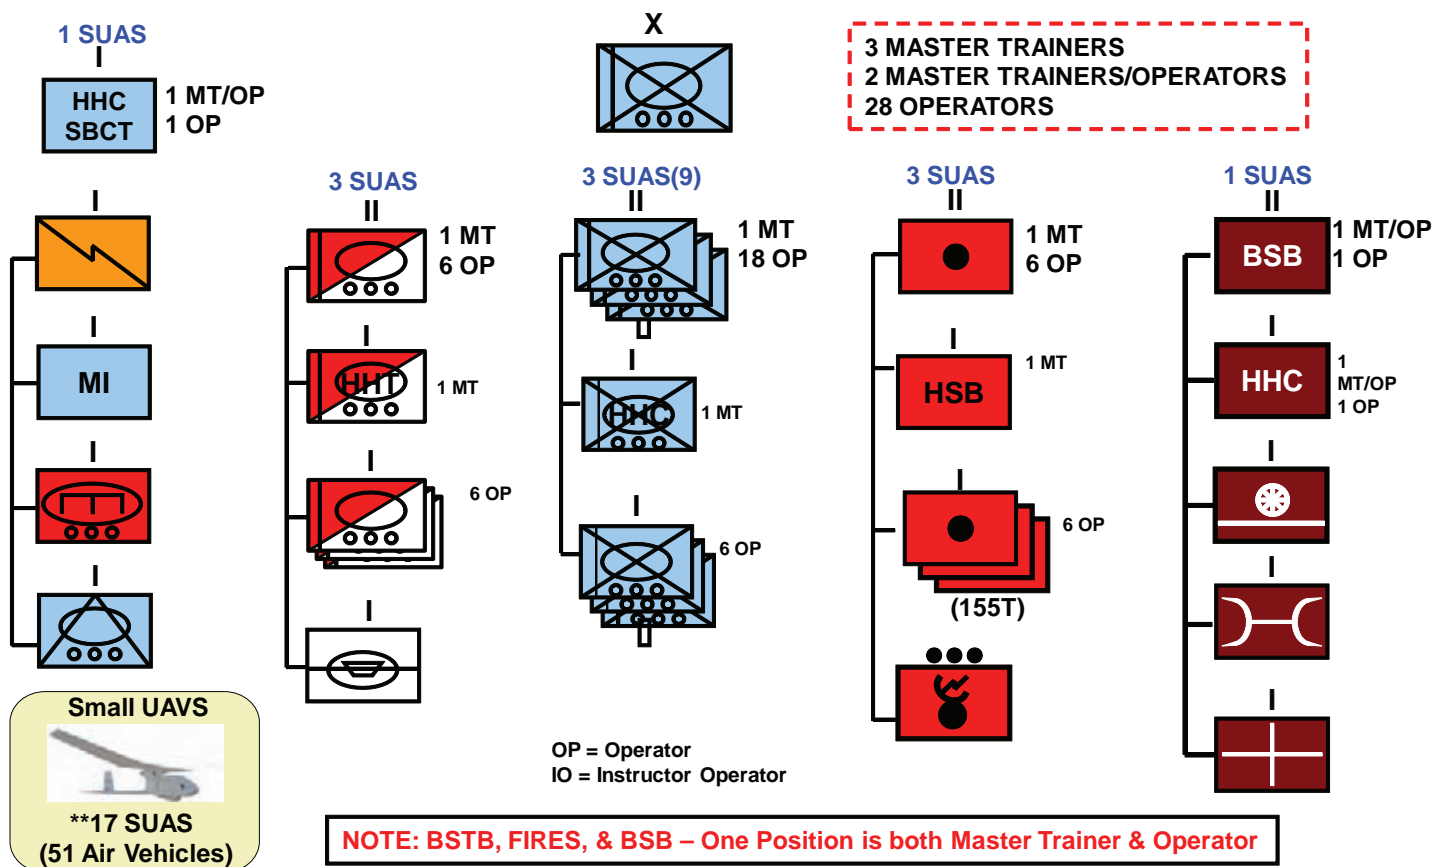 1 SUAS
I
HHC
SBCT
1 MT/OP
1 OP
X
3 MASTER TRAINERS
2 MASTER TRAINERS/OPERATORS
28 OPERATORS
I
I
MI
I
I
3 SUAS
II
1 MT
6 OP
I
HHT
1 MT
I
6 OP
I
3 SUAS(9)
II
1 MT
18 OP
I
HHC
1 MT
I
6 OP
3 SUAS
II
1 MT
6 OP
I
HSB
1 MT
I
6 OP
(155T)
1 SUAS
II
BSB
1 MT/OP
1 OP
I
HHC
1
MT/OP
1 OP
I
I
I
Small UAVS
**17 SUAS
(51 Air Vehicles)
OP = Operator
IO = Instructor Operator
NOTE: BSTB, FIRES, & BSB – One Position is both Master Trainer & Operator